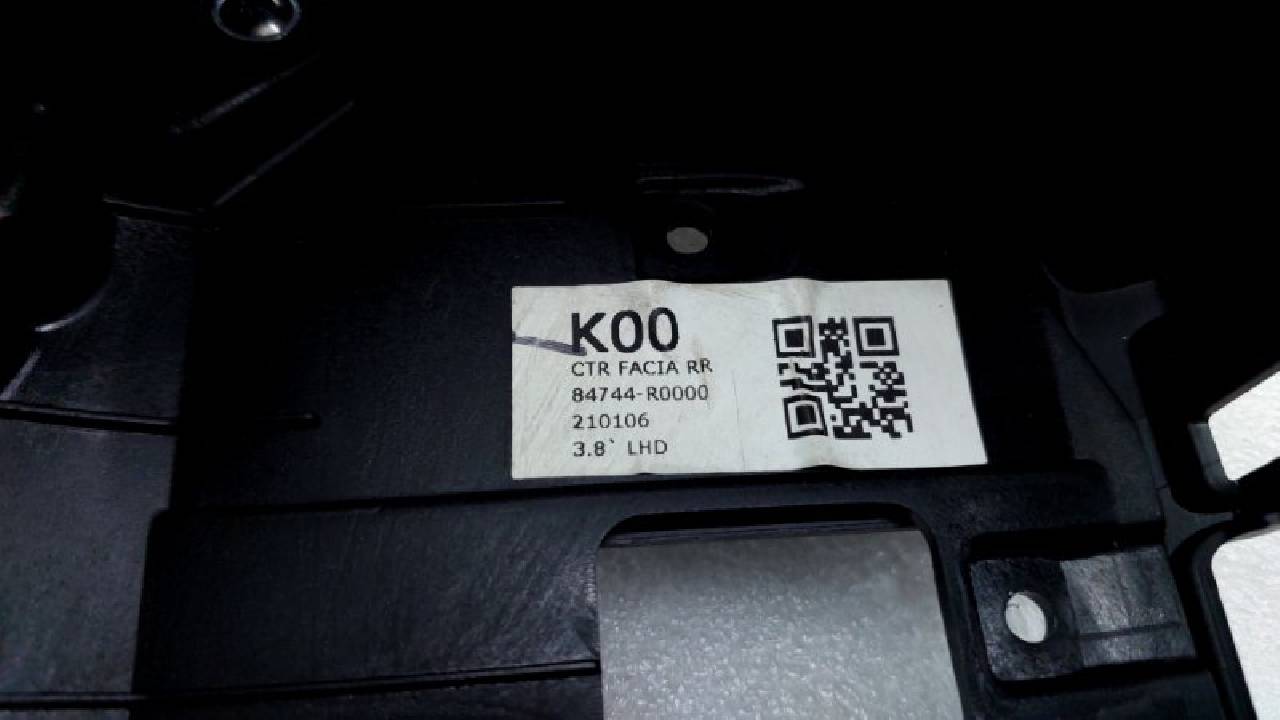 K00
CTR FACIA RR
84744-R0000
210106
3.8` LHD